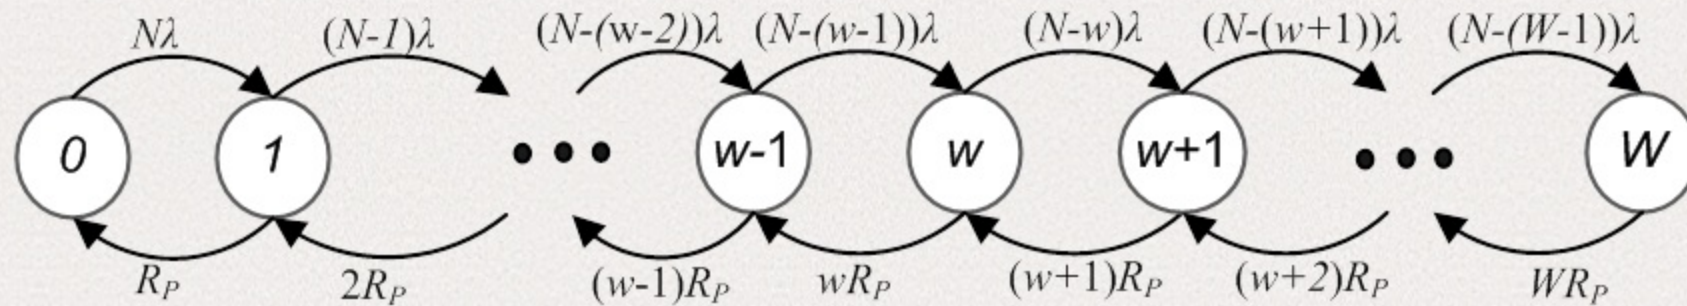 Nλ (N-1)λ (N-(w-2))λ (N-(w-1))λ (N-w)λ (N-(w+1))λ (N-(W-1))λ
0 1 ••• w-1 w w+1 ••• W
R_P 2R_P (w-1)R_P wR_P (w+1)R_P (w+2)R_P WR_P